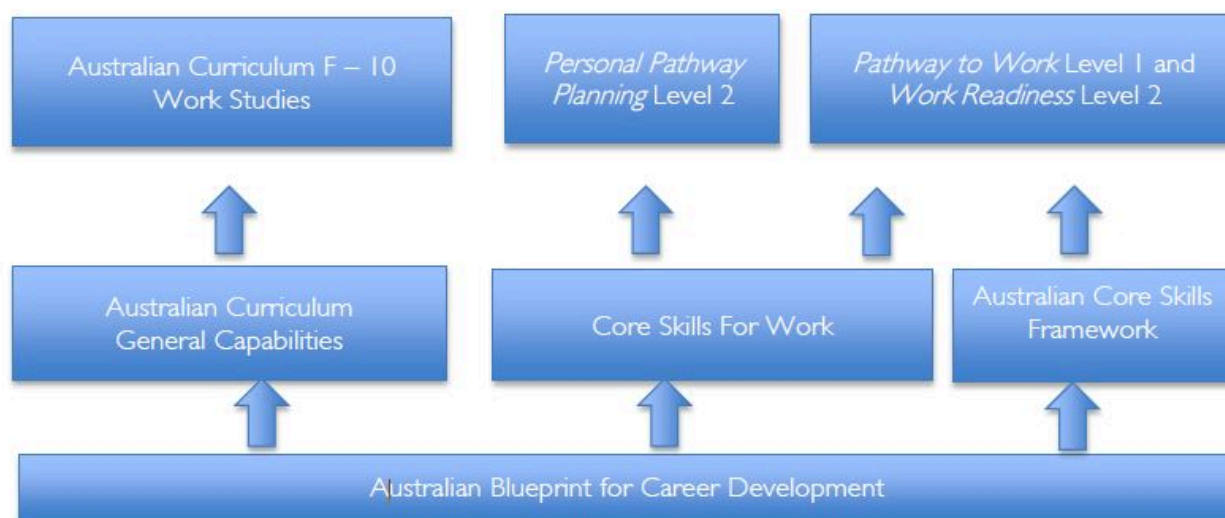 Australian Curriculum F – 10
Work Studies
Personal Pathway
Planning Level 2
Pathway to Work Level 1 and
Work Readiness Level 2
Australian Curriculum
General Capabilities
Core Skills For Work
Australian Core Skills
Framework
Australian Blueprint for Career Development